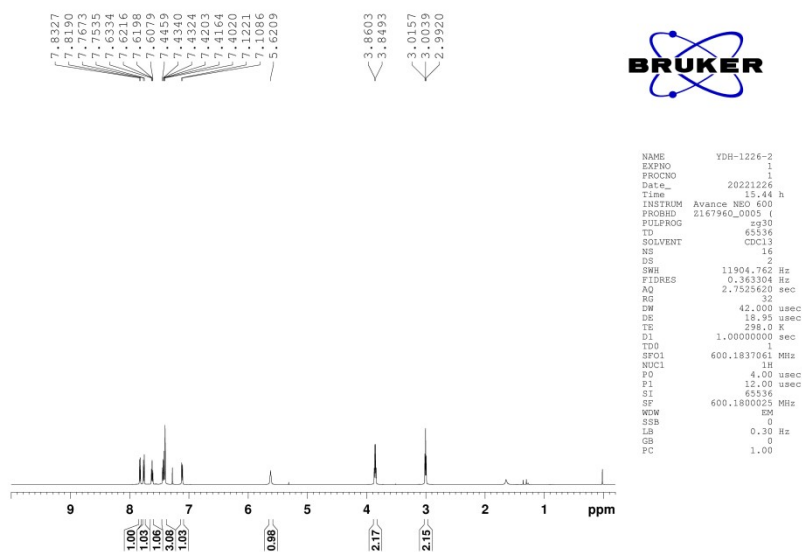 7.8327
7.8190
7.7673
7.7535
7.6334
7.6216
7.6198
7.6079
7.4459
7.4340
7.4324
7.4203
7.4164
7.4020
7.1221
7.1086
5.6209
3.8603
3.8493
3.0157
3.0039
2.9920
BRUKER
NAME YDH-1226-2
EXPNO 1
PROCNO 1
Date_ 20221226
Time 15.44 h
INSTRUM Avance NEO 600
PROBHD Z167960_0005 (
PULPROG zg30
TD 65536
SOLVENT CDCl3
NS 16
DS 2
SWH 11904.762 Hz
FIDRES 0.363304 Hz
AQ 2.7525620 sec
RG 32
DW 42.000 usec
DE 18.95 usec
TE 298.0 K
D1 1.00000000 sec
TD0 1
SFO1 600.1837061 MHz
NUC1 1H
P0 4.00 usec
P1 12.00 usec
SI 65536
SF 600.1800025 MHz
WDW EM
SSB 0
LB 0.30 Hz
GB 0
PC 1.00
9 8 7 6 5 4 3 2 1 ppm
1.00
1.03
1.06
3.08
1.03
0.98
2.17
2.15